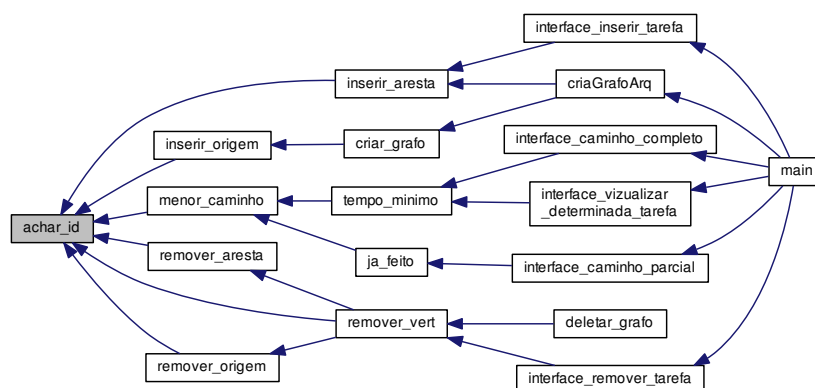 interface_inserir_tarefa
inserir_aresta
criaGrafoArq
inserir_origem
criar_grafo
interface_caminho_completo
main
menor_caminho
tempo_minimo
interface_vizualizar
_determinada_tarefa
achar_id
remover_aresta
ja_feito
interface_caminho_parcial
remover_vert
deletar_grafo
remover_origem
interface_remover_tarefa